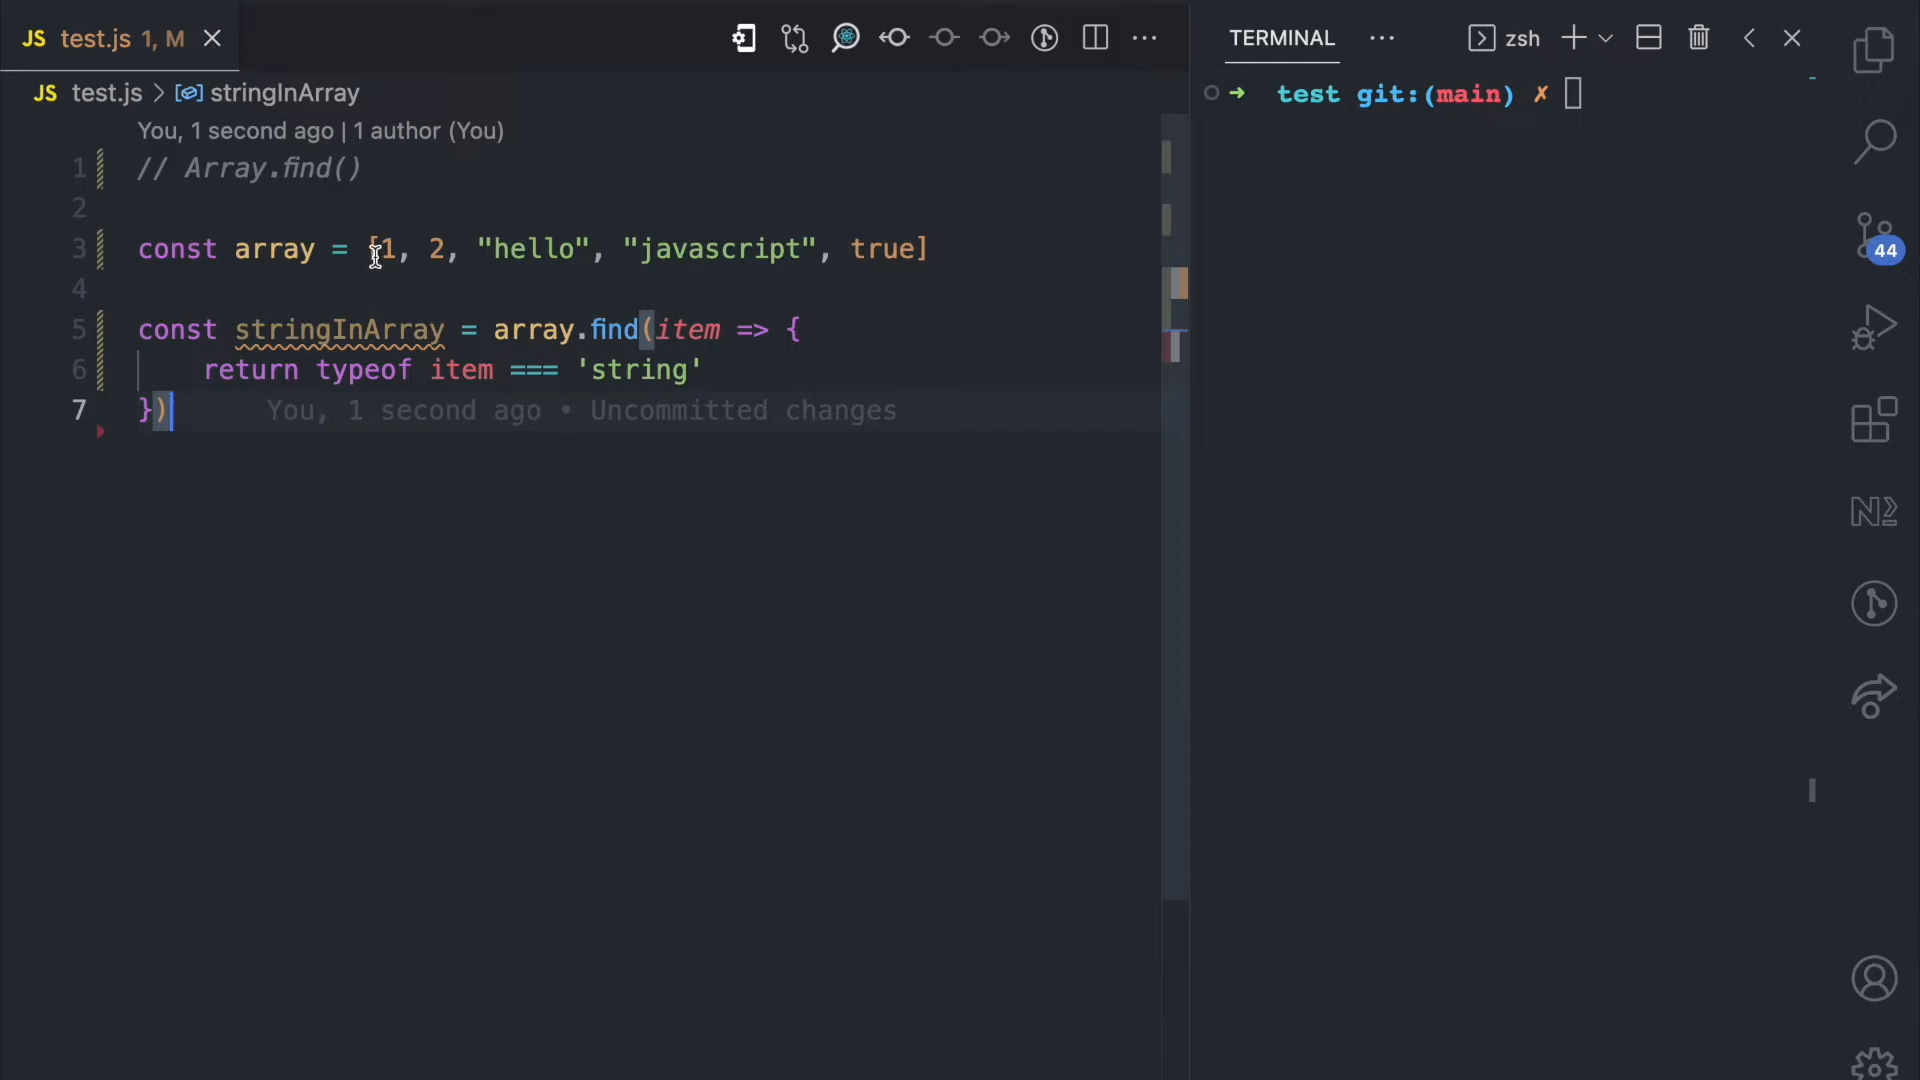 JS test.js 1, M
JS test.js > stringInArray
You, 1 second ago | 1 author (You)
1 // Array.find()
2
3 const array = [1, 2, "hello", "javascript", true]
4
5 const stringInArray = array.find(item => {
6 return typeof item === 'string'
7 }) You, 1 second ago • Uncommitted changes
TERMINAL
zsh
➜ test git:(main) ✗
44